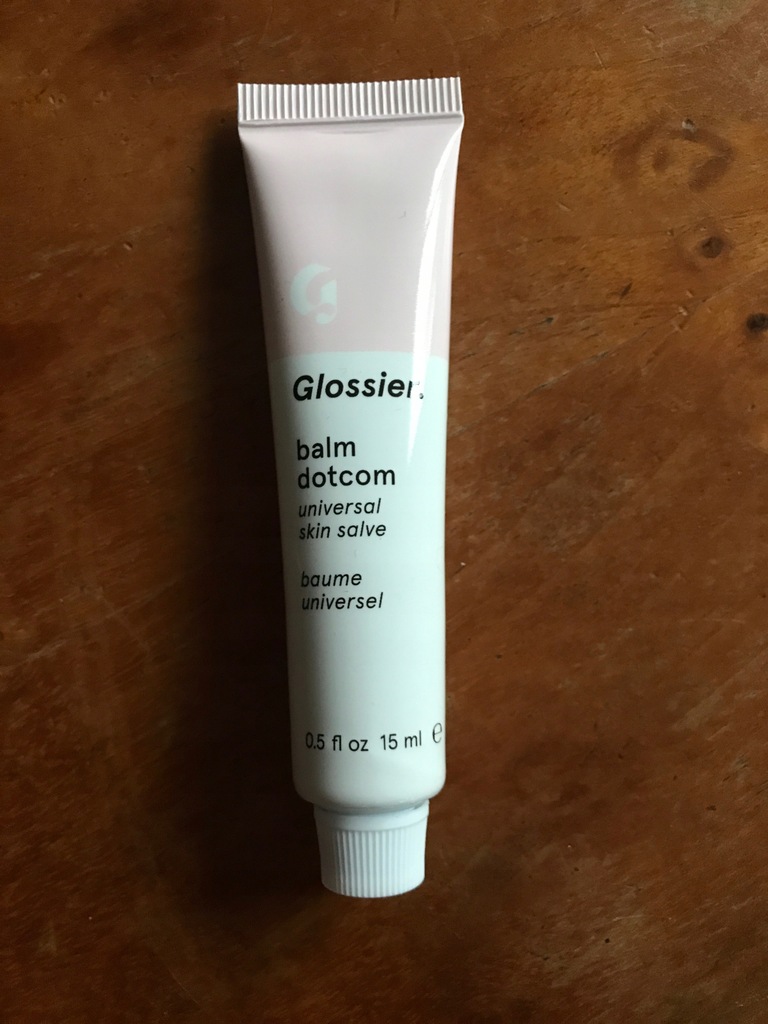 G
Glossier.
balm
dotcom
universal
skin salve
baume
universel
0.5 fl oz 15 ml ℮